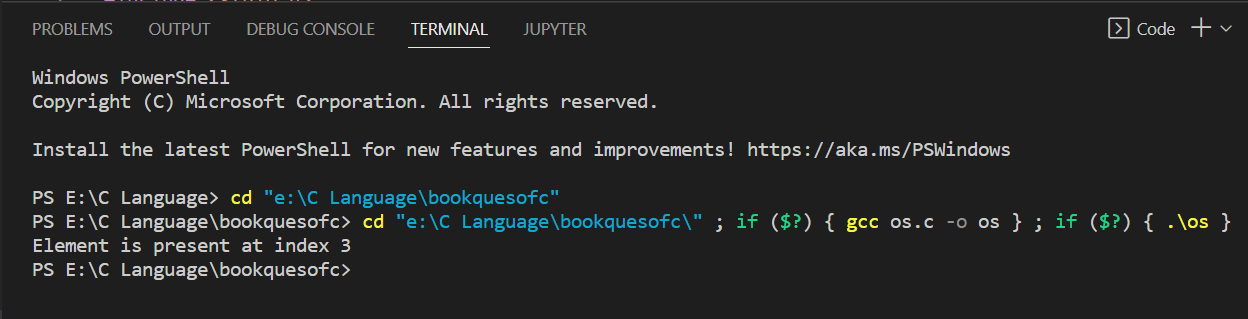 PROBLEMS OUTPUT DEBUG CONSOLE TERMINAL JUPYTER Code
Windows PowerShell
Copyright (C) Microsoft Corporation. All rights reserved.
Install the latest PowerShell for new features and improvements! https://aka.ms/PSWindows
PS E:\C Language> cd "e:\C Language\bookquesofc"
PS E:\C Language\bookquesofc> cd "e:\C Language\bookquesofc\" ; if ($?) { gcc os.c -o os } ; if ($?) { .\os }
Element is present at index 3
PS E:\C Language\bookquesofc>